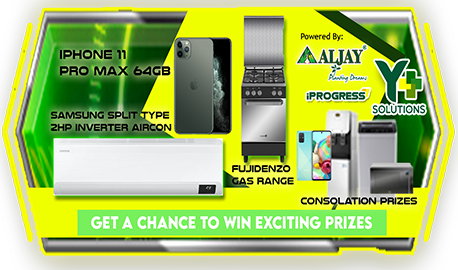 IPHONE 11
PRO MAX 64GB
SAMSUNG SPLIT TYPE
2HP INVERTER AIRCON
FUJIDENZO
GAS RANGE
Powered By:
AALJAY
Planting Dreams
iPROGRESS
Y+
SOLUTIONS
CONSOLATION PRIZES
GET A CHANCE TO WIN EXCITING PRIZES